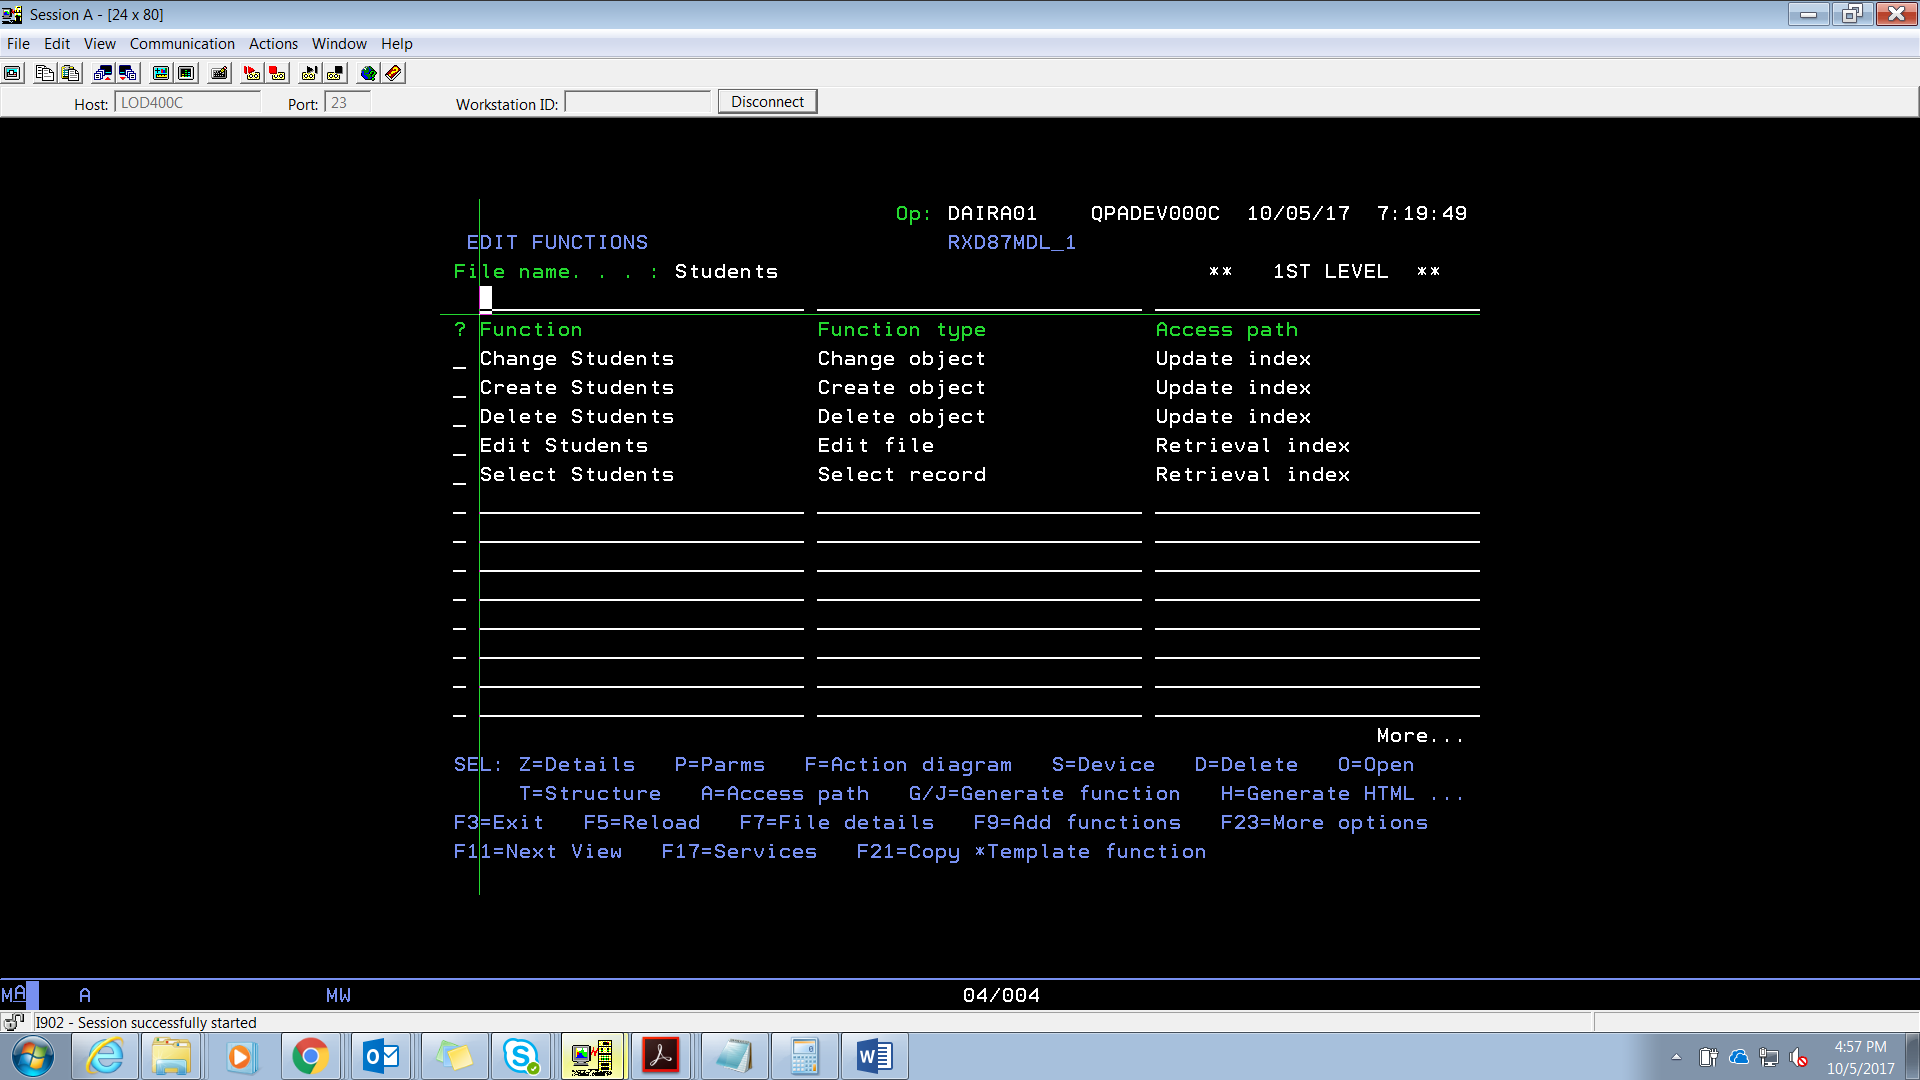 Session A - [24 x 80]
File Edit View Communication Actions Window Help
Host: LOD400C Port: 23 Workstation ID: Disconnect
Op: DAIRA01 QPADEV000C 10/05/17 7:19:49
EDIT FUNCTIONS RXD87MDL_1
File name. . . : Students ** 1ST LEVEL **
? Function Function type Access path
_ Change Students Change object Update index
_ Create Students Create object Update index
_ Delete Students Delete object Update index
_ Edit Students Edit file Retrieval index
_ Select Students Select record Retrieval index
More...
SEL: Z=Details P=Parms F=Action diagram S=Device D=Delete O=Open
T=Structure A=Access path G/J=Generate function H=Generate HTML ...
F3=Exit F5=Reload F7=File details F9=Add functions F23=More options
F11=Next View F17=Services F21=Copy *Template function
MA A MW 04/004
I902 - Session successfully started
4:57 PM
10/5/2017